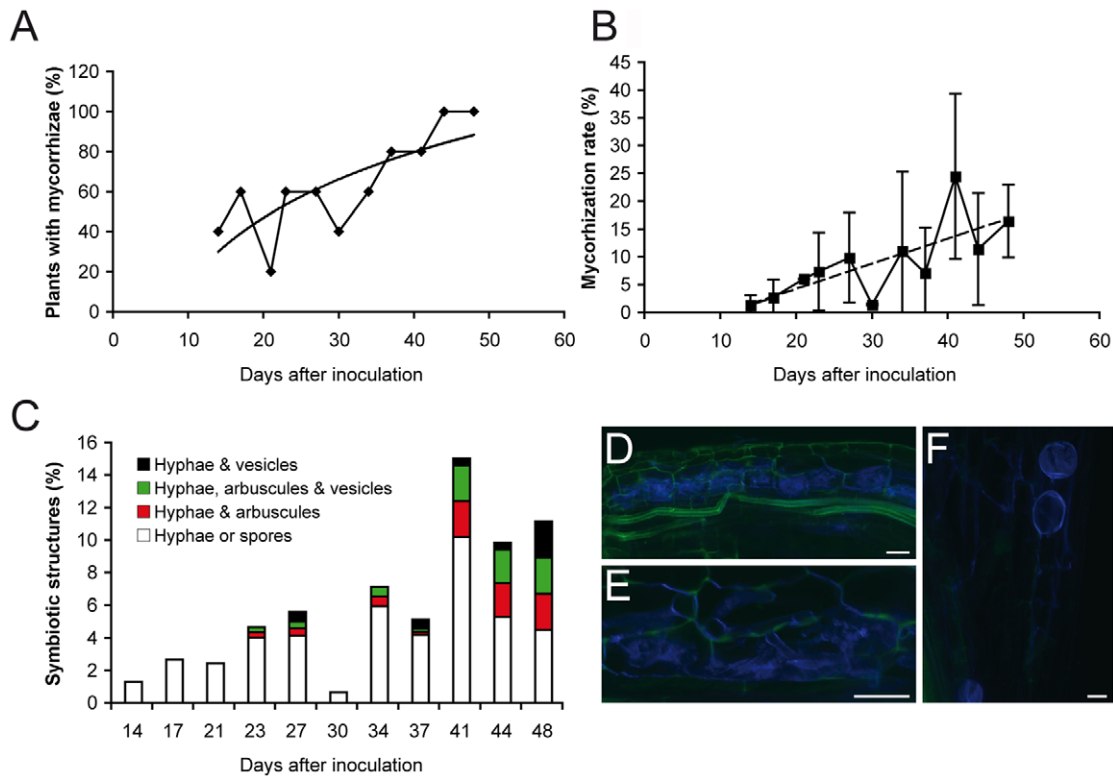 A
Plants with mycorrhizae (%)
120
100
80
60
40
20
0
0 10 20 30 40 50 60
Days after inoculation
B
Mycorhization rate (%)
45
40
35
30
25
20
15
10
5
0
0 10 20 30 40 50 60
Days after inoculation
C
Symbiotic structures (%)
16
14
12
10
8
6
4
2
0
Hyphae & vesicles
Hyphae, arbuscules & vesicles
Hyphae & arbuscules
Hyphae or spores
14 17 21 23 27 30 34 37 41 44 48
Days after inoculation
D
E
F